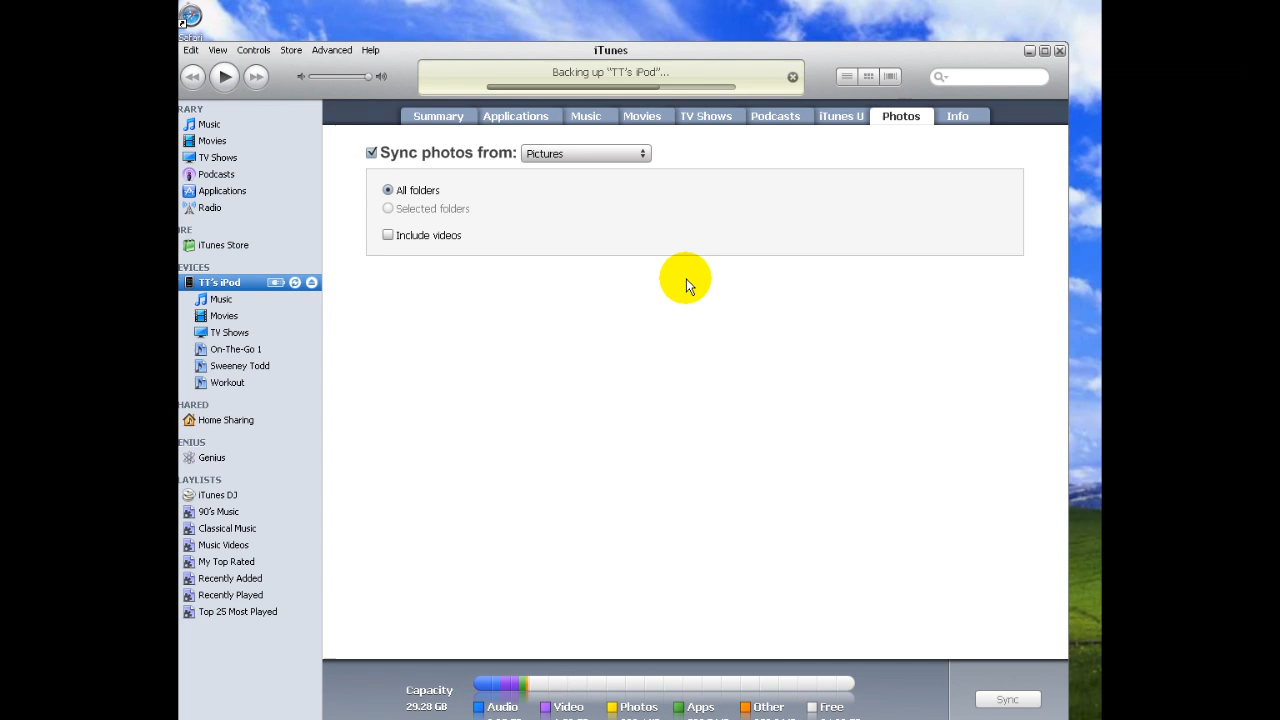 Safari
Edit View Controls Store Advanced Help
iTunes
Backing up “TT’s iPod”...
RARY
Music
Movies
TV Shows
Podcasts
Applications
Radio
ORE
iTunes Store
EVICES
TT’s iPod
Music
Movies
TV Shows
On-The-Go 1
Sweeney Todd
Workout
HARED
Home Sharing
ENIUS
Genius
LAYLISTS
iTunes DJ
90’s Music
Classical Music
Music Videos
My Top Rated
Recently Added
Recently Played
Top 25 Most Played
Summary Applications Music Movies TV Shows Podcasts iTunes U Photos Info
Sync photos from: Pictures
All folders
Selected folders
Include videos
Capacity
29.28 GB
Audio Video Photos Apps Other Free
Sync